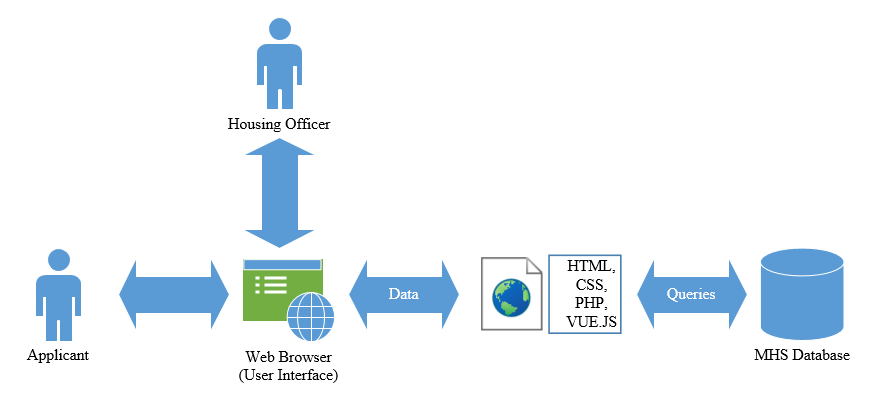 Housing Officer
Data
HTML,
CSS,
PHP,
VUE.JS
Queries
Applicant
Web Browser
(User Interface)
MHS Database